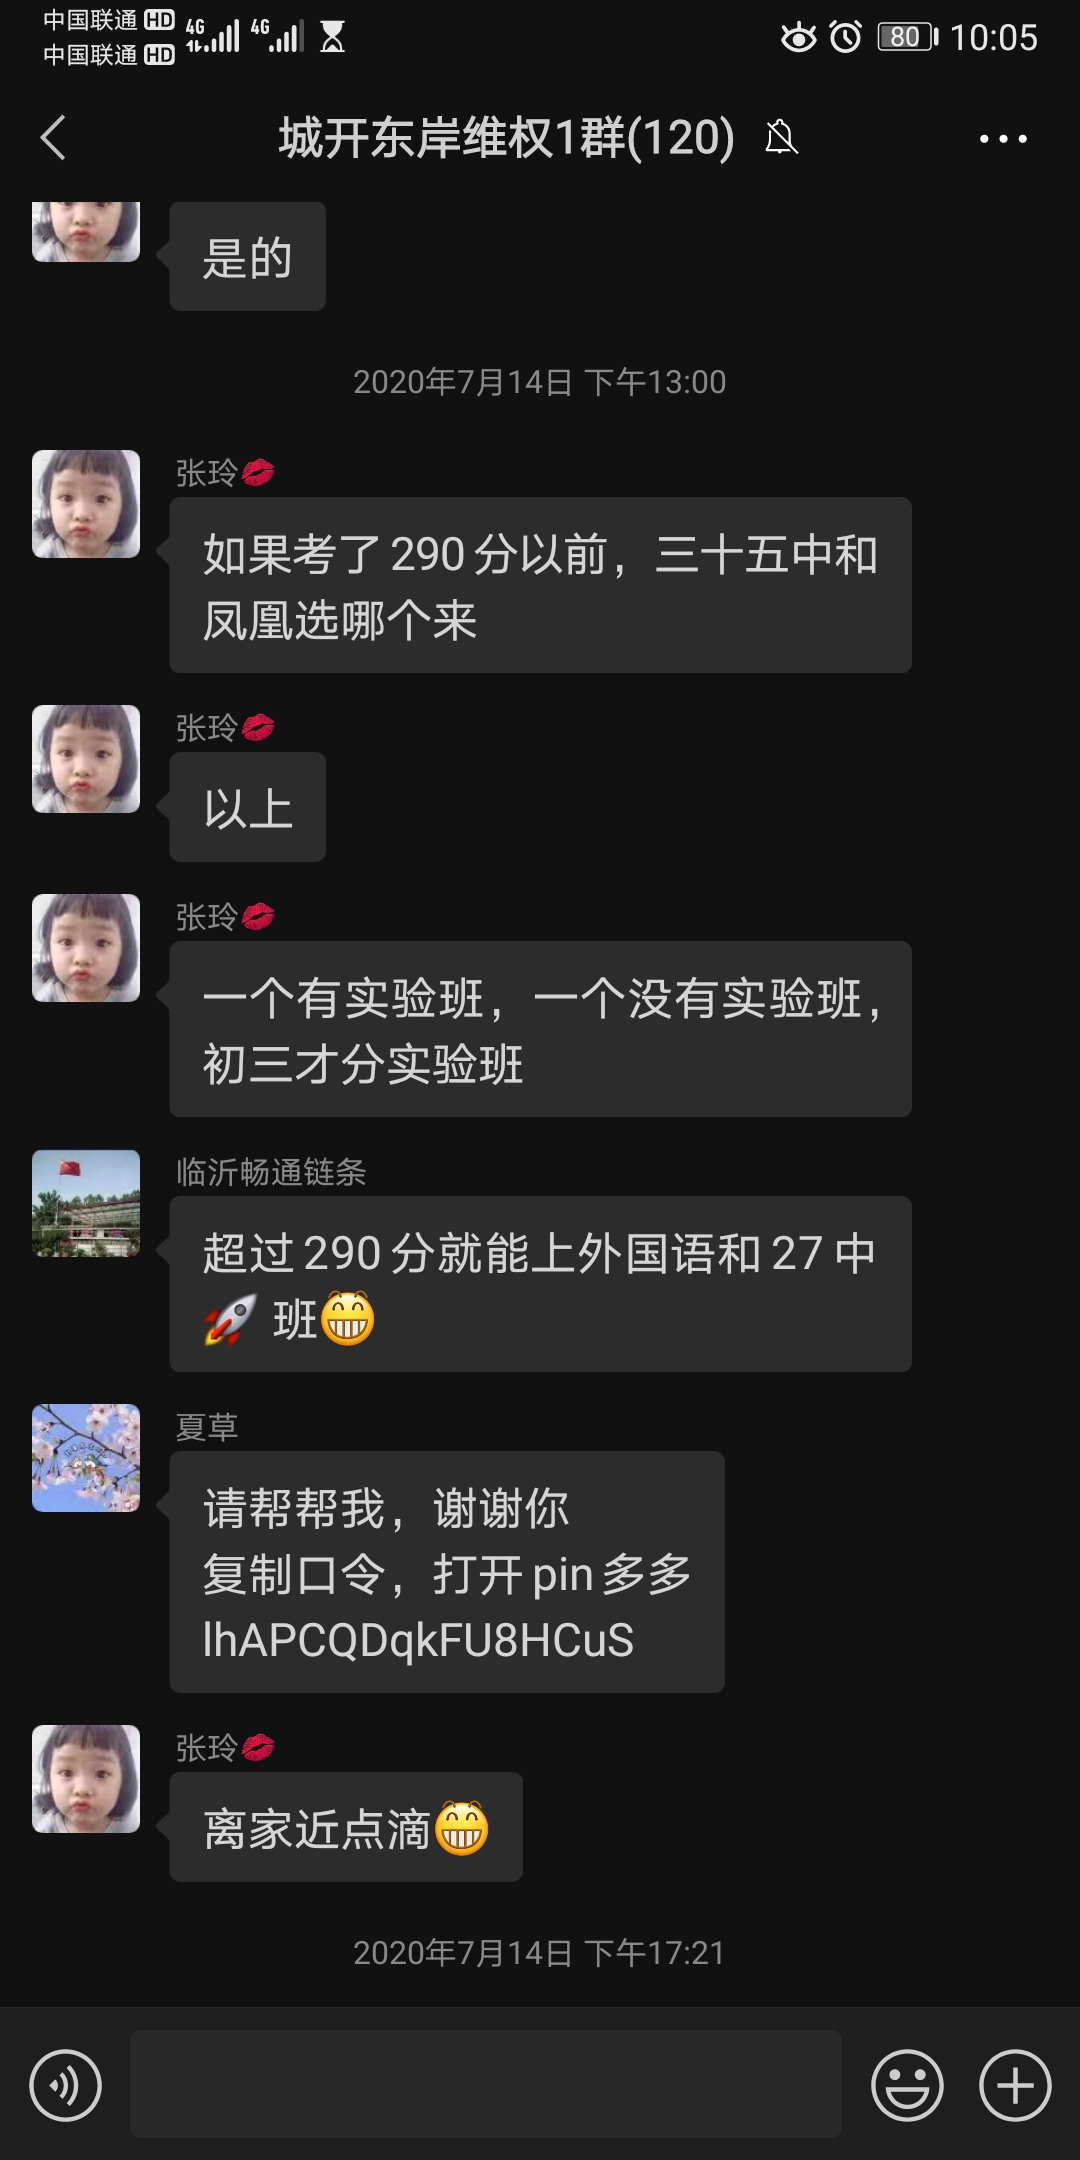 中国联通 HD 4G 4G 80 10:05
中国联通 HD
城开东岸维权1群(120)
是的
2020年7月14日 下午13:00
张玲💋
如果考了290分以前，三十五中和
凤凰选哪个来
张玲💋
以上
张玲💋
一个有实验班，一个没有实验班，
初三才分实验班
临沂畅通链条
超过290分就能上外国语和27中
🚀 班😁
夏草
请帮帮我，谢谢你
复制口令，打开pin多多
lhAPCQDqkFU8HCuS
张玲💋
离家近点滴😁
2020年7月14日 下午17:21